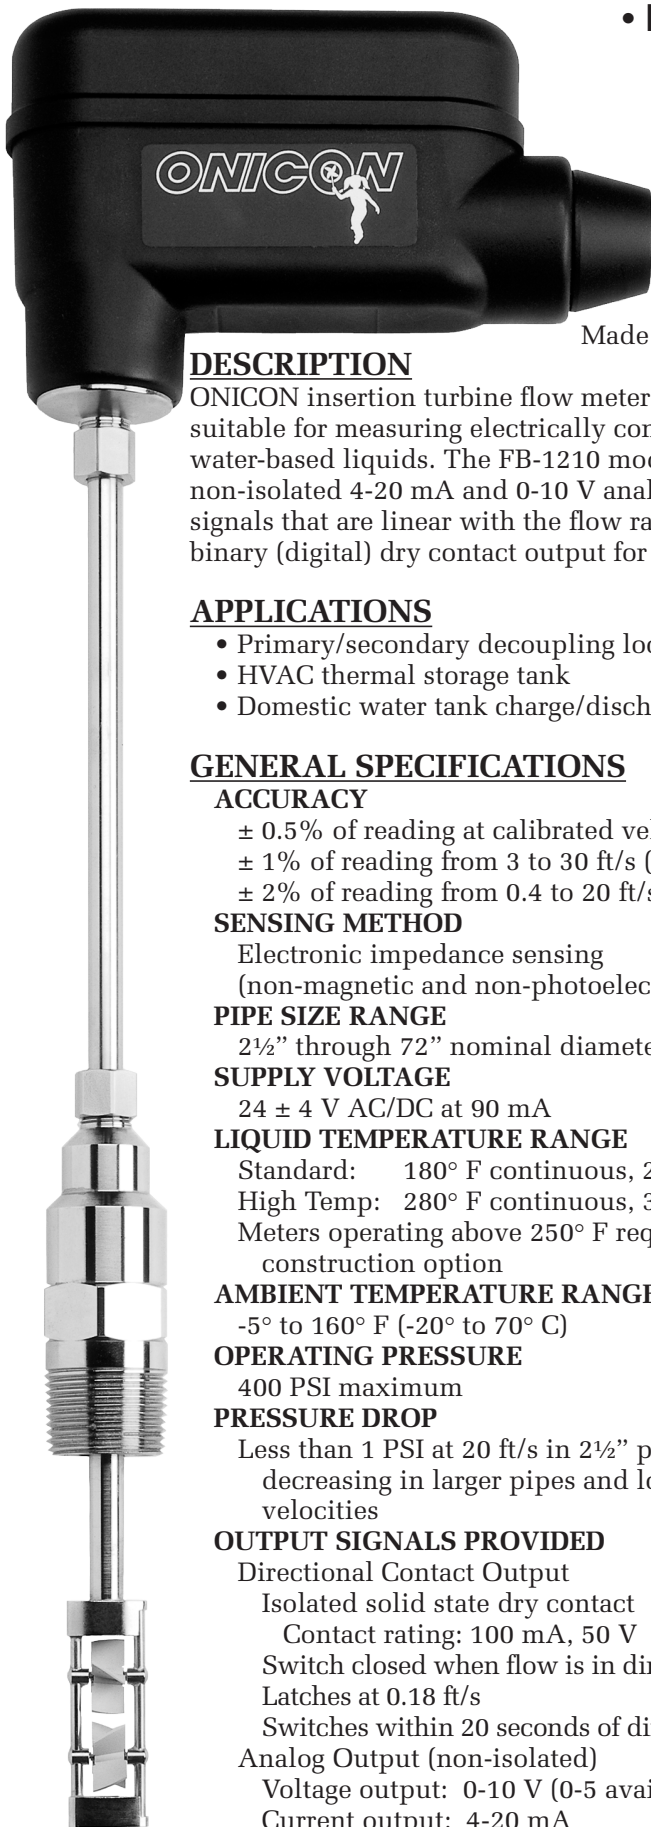 •
ONICON
Made
DESCRIPTION
ONICON insertion turbine flow meter
suitable for measuring electrically con
water-based liquids. The FB-1210 mod
non-isolated 4-20 mA and 0-10 V anal
signals that are linear with the flow ra
binary (digital) dry contact output for
APPLICATIONS
• Primary/secondary decoupling loo
• HVAC thermal storage tank
• Domestic water tank charge/disch
GENERAL SPECIFICATIONS
ACCURACY
± 0.5% of reading at calibrated vel
± 1% of reading from 3 to 30 ft/s (
± 2% of reading from 0.4 to 20 ft/s
SENSING METHOD
Electronic impedance sensing
(non-magnetic and non-photoelec
PIPE SIZE RANGE
2½” through 72” nominal diamete
SUPPLY VOLTAGE
24 ± 4 V AC/DC at 90 mA
LIQUID TEMPERATURE RANGE
Standard: 180° F continuous, 2
High Temp: 280° F continuous, 3
Meters operating above 250° F req
construction option
AMBIENT TEMPERATURE RANGE
-5° to 160° F (-20° to 70° C)
OPERATING PRESSURE
400 PSI maximum
PRESSURE DROP
Less than 1 PSI at 20 ft/s in 2½” p
decreasing in larger pipes and lo
velocities
OUTPUT SIGNALS PROVIDED
Directional Contact Output
Isolated solid state dry contact
Contact rating: 100 mA, 50 V
Switch closed when flow is in dir
Latches at 0.18 ft/s
Switches within 20 seconds of di
Analog Output (non-isolated)
Voltage output: 0-10 V (0-5 avai
Current output: 4-20 mA